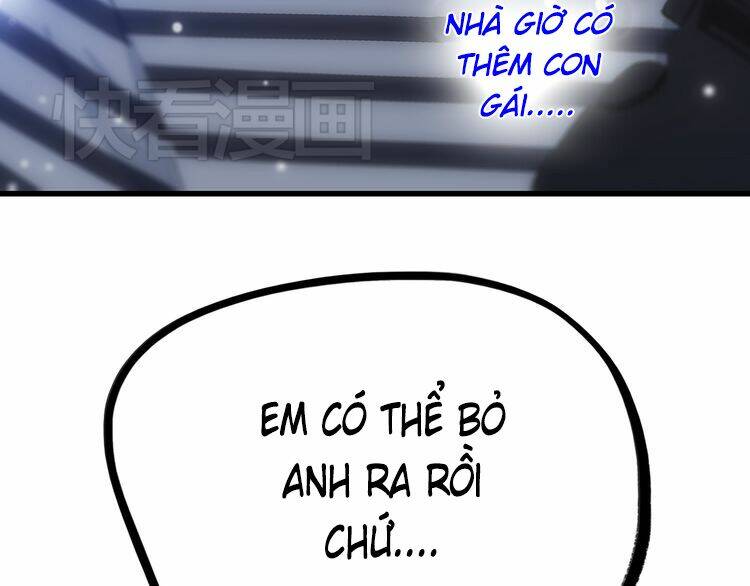 NHÀ GIỜ CÓ
THÊM CON
GÁI.....
快看漫画
EM CÓ THỂ BỎ
ANH RA RỒI
CHỨ....